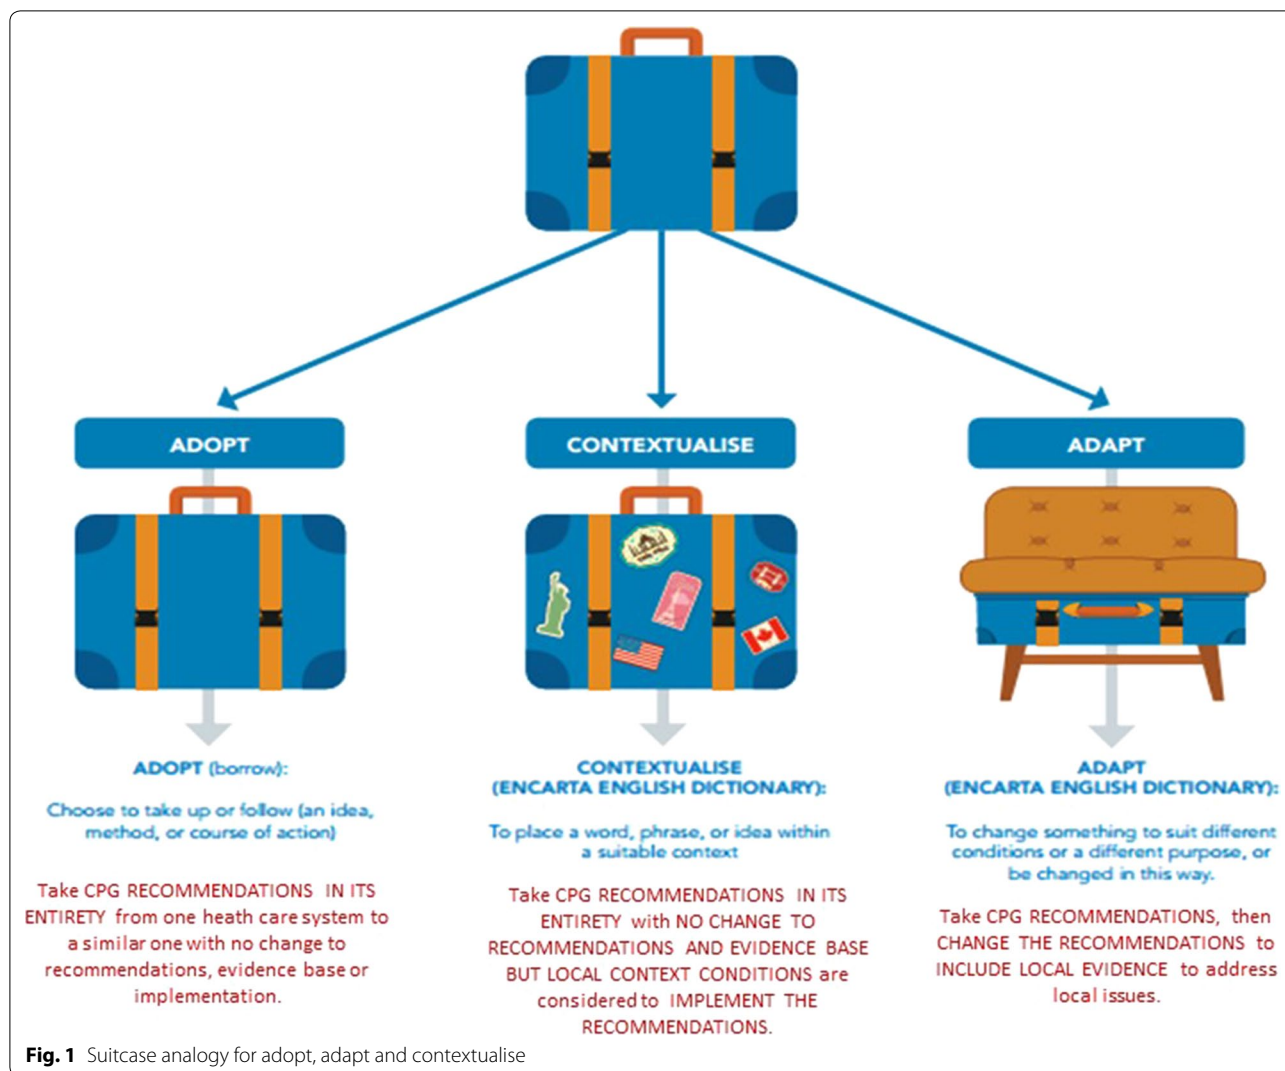 ADOPT
CONTEXTUALISE
ADAPT
ADOPT (borrow):
Choose to take up or follow (an idea,
method, or course of action)
Take CPG RECOMMENDATIONS IN ITS
ENTIRETY from one heath care system to
a similar one with no change to
recommendations, evidence base or
implementation.
CONTEXTUALISE
(ENCARTA ENGLISH DICTIONARY):
To place a word, phrase, or idea within
a suitable context
Take CPG RECOMMENDATIONS IN ITS
ENTIRETY with NO CHANGE TO
RECOMMENDATIONS AND EVIDENCE BASE
BUT LOCAL CONTEXT CONDITIONS are
considered to IMPLEMENT THE
RECOMMENDATIONS.
ADAPT
(ENCARTA ENGLISH DICTIONARY):
To change something to suit different
conditions or a different purpose, or
be changed in this way.
Take CPG RECOMMENDATIONS, then
CHANGE THE RECOMMENDATIONS to
INCLUDE LOCAL EVIDENCE to address
local issues.
Fig. 1 Suitcase analogy for adopt, adapt and contextualise